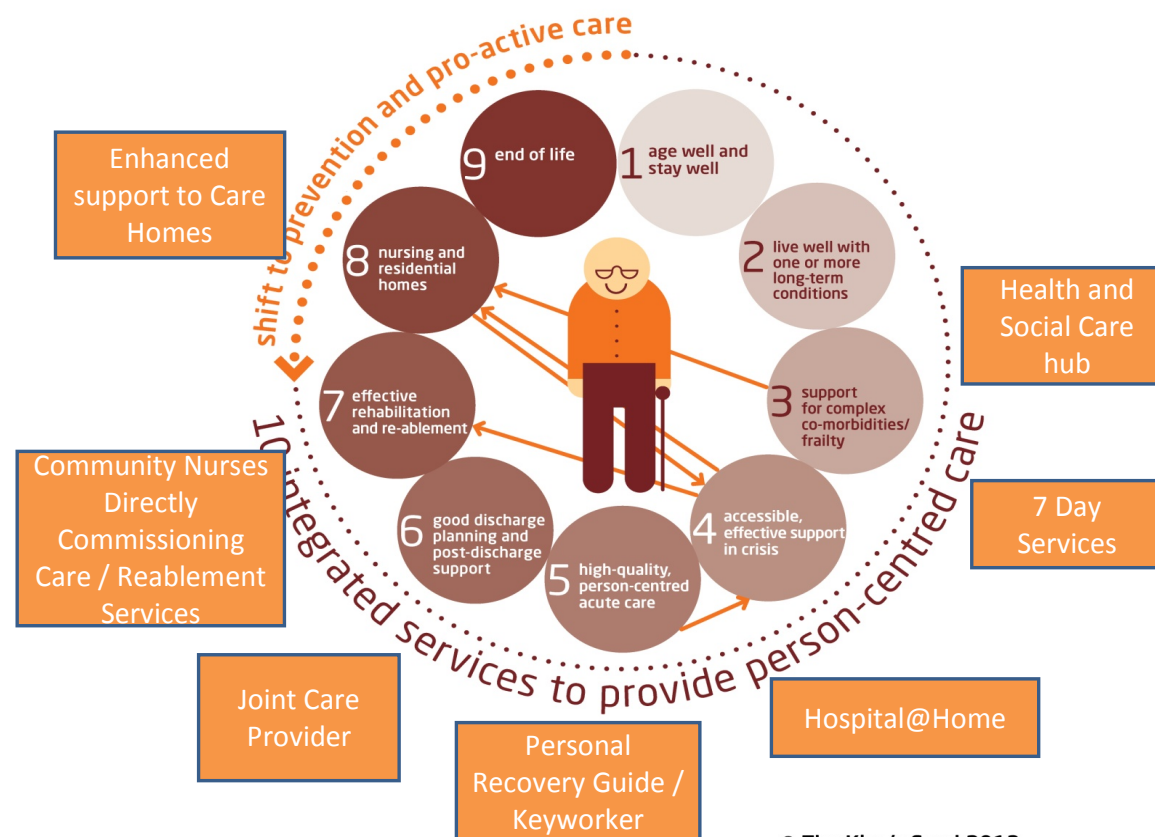 shift to prevention and pro-active care
9 end of life
1 age well and
stay well
Enhanced
support to Care
Homes
8 nursing and
residential
homes
2 live well with
one or more
long-term
conditions
Health and
Social Care
hub
7 effective
rehabilitation
and re-ablement
3 support
for complex
co-morbidities/
frailty
Community Nurses
Directly
Commissioning
Care / Reablement
Services
6 good discharge
planning and
post-discharge
support
5 high-quality,
person-centred
acute care
4 accessible,
effective support
in crisis
7 Day
Services
10 integrated services to provide person-centred care
Joint Care
Provider
Personal
Recovery Guide /
Keyworker
Hospital@Home